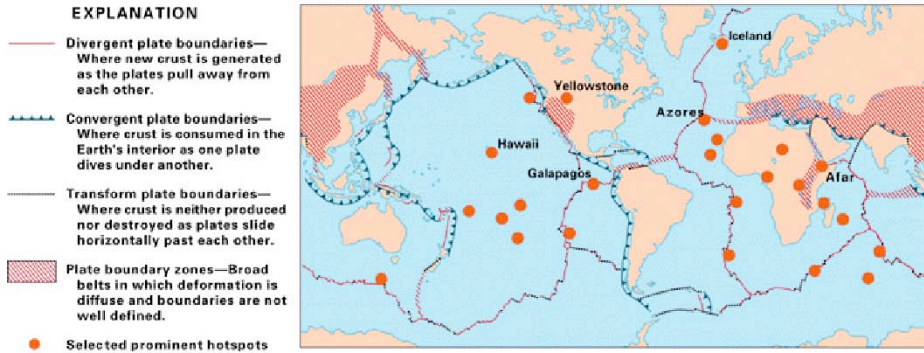 EXPLANATION
Divergent plate boundaries—
Where new crust is generated
as the plates pull away from
each other.
Convergent plate boundaries—
Where crust is consumed in the
Earth's interior as one plate
dives under another.
Transform plate boundaries—
Where crust is neither produced
nor destroyed as plates slide
horizontally past each other.
Plate boundary zones—Broad
belts in which deformation is
diffuse and boundaries are not
well defined.
Selected prominent hotspots
Iceland
Yellowstone
Azores
Hawaii
Galapagos
Afar